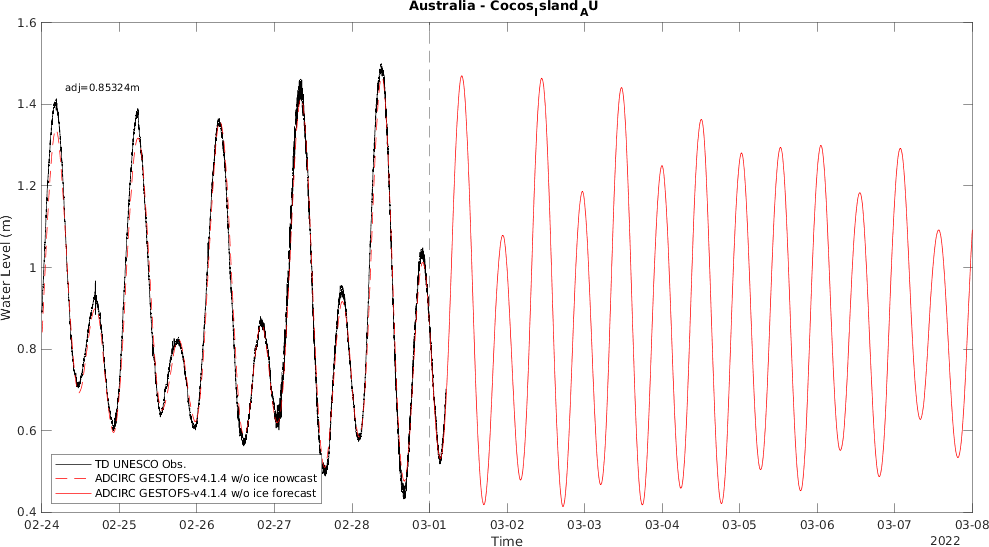 Australia - Cocos_Island_AU
1.6
1.4
1.2
1
0.8
0.6
0.4
Water Level (m)
adj=0.85324m
TD UNESCO Obs.
ADCIRC GESTOFS-v4.1.4 w/o ice nowcast
ADCIRC GESTOFS-v4.1.4 w/o ice forecast
02-24 02-25 02-26 02-27 02-28 03-01 03-02 03-03 03-04 03-05 03-06 03-07 03-08
Time
2022